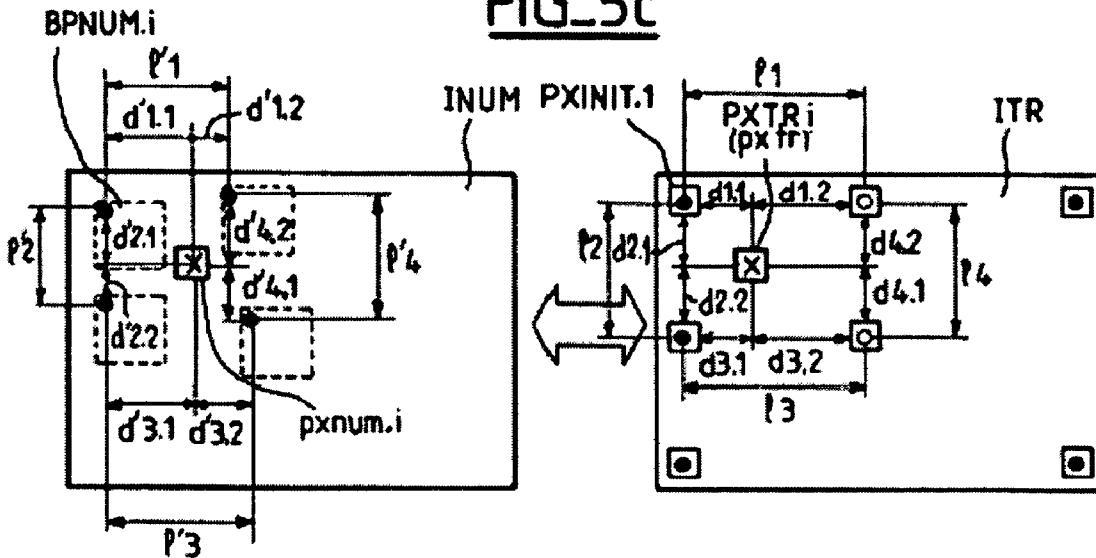 FIG_5c
BPNUM.i
ℓ'1
d'1.1
d'1.2
INUM
PXINIT.1
ℓ1
PXTRi
(pxtr)
ITR
ℓ'2
d'2.1
d'2.2
d'4.2
d'4.1
ℓ'4
d'3.1
d'3.2
pxnum.i
ℓ'3
d1.1
d1.2
ℓ2
d2.1
d2.2
d4.2
d4.1
ℓ4
d3.1
d3.2
ℓ3